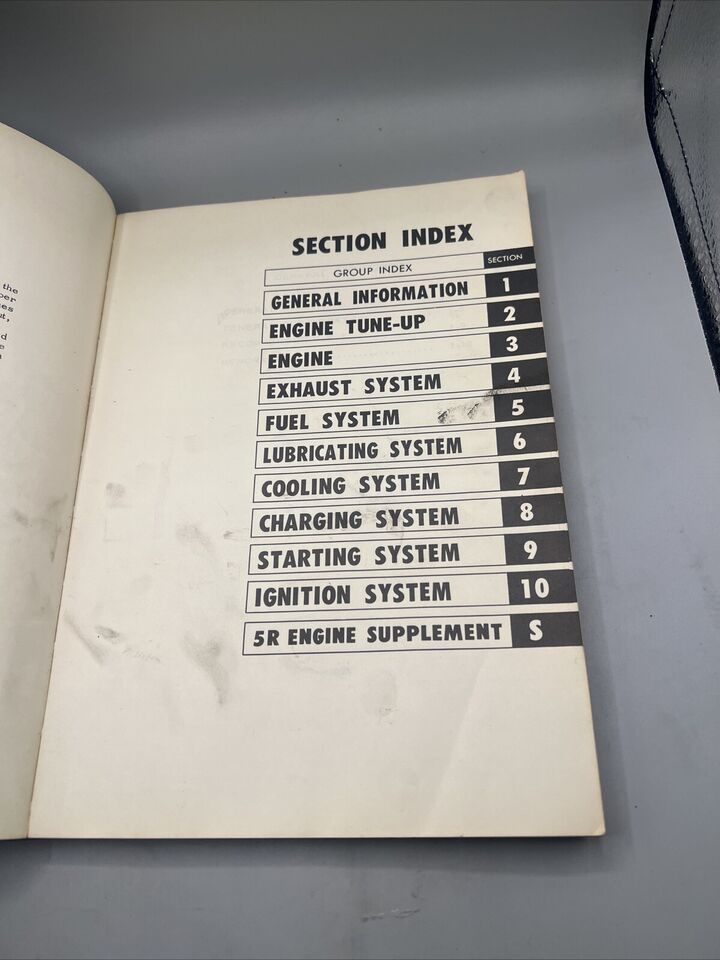 the
SECTION INDEX
GROUP INDEX SECTION
GENERAL INFORMATION 1
ENGINE TUNE-UP 2
ENGINE 3
EXHAUST SYSTEM 4
FUEL SYSTEM 5
LUBRICATING SYSTEM 6
COOLING SYSTEM 7
CHARGING SYSTEM 8
STARTING SYSTEM 9
IGNITION SYSTEM 10
5R ENGINE SUPPLEMENT S